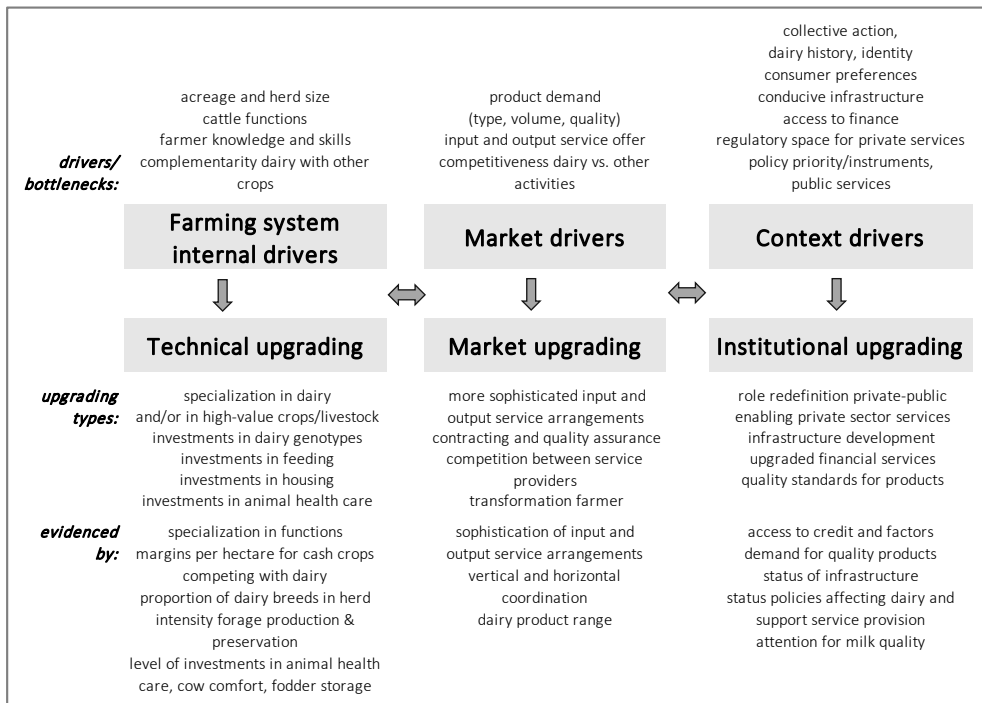 drivers/
bottlenecks:
acreage and herd size
cattle functions
farmer knowledge and skills
complementarity dairy with other
crops
product demand
(type, volume, quality)
input and output service offer
competitiveness dairy vs. other
activities
collective action,
dairy history, identity
consumer preferences
conducive infrastructure
access to finance
regulatory space for private services
policy priority/instruments,
public services
Farming system
internal drivers
Market drivers
Context drivers
Technical upgrading
Market upgrading
Institutional upgrading
upgrading
types:
specialization in dairy
and/or in high-value crops/livestock
investments in dairy genotypes
investments in feeding
investments in housing
investments in animal health care
more sophisticated input and
output service arrangements
contracting and quality assurance
competition between service
providers
transformation farmer
role redefinition private-public
enabling private sector services
infrastructure development
upgraded financial services
quality standards for products
evidenced
by:
specialization in functions
margins per hectare for cash crops
competing with dairy
proportion of dairy breeds in herd
intensity forage production &
preservation
level of investments in animal health
care, cow comfort, fodder storage
sophistication of input and
output service arrangements
vertical and horizontal
coordination
dairy product range
access to credit and factors
demand for quality products
status of infrastructure
status policies affecting dairy and
support service provision
attention for milk quality